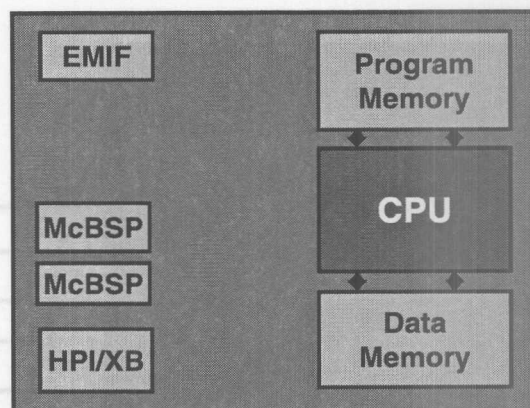 EMIF
Program
Memory
CPU
McBSP
McBSP
HPI/XB
Data
Memory